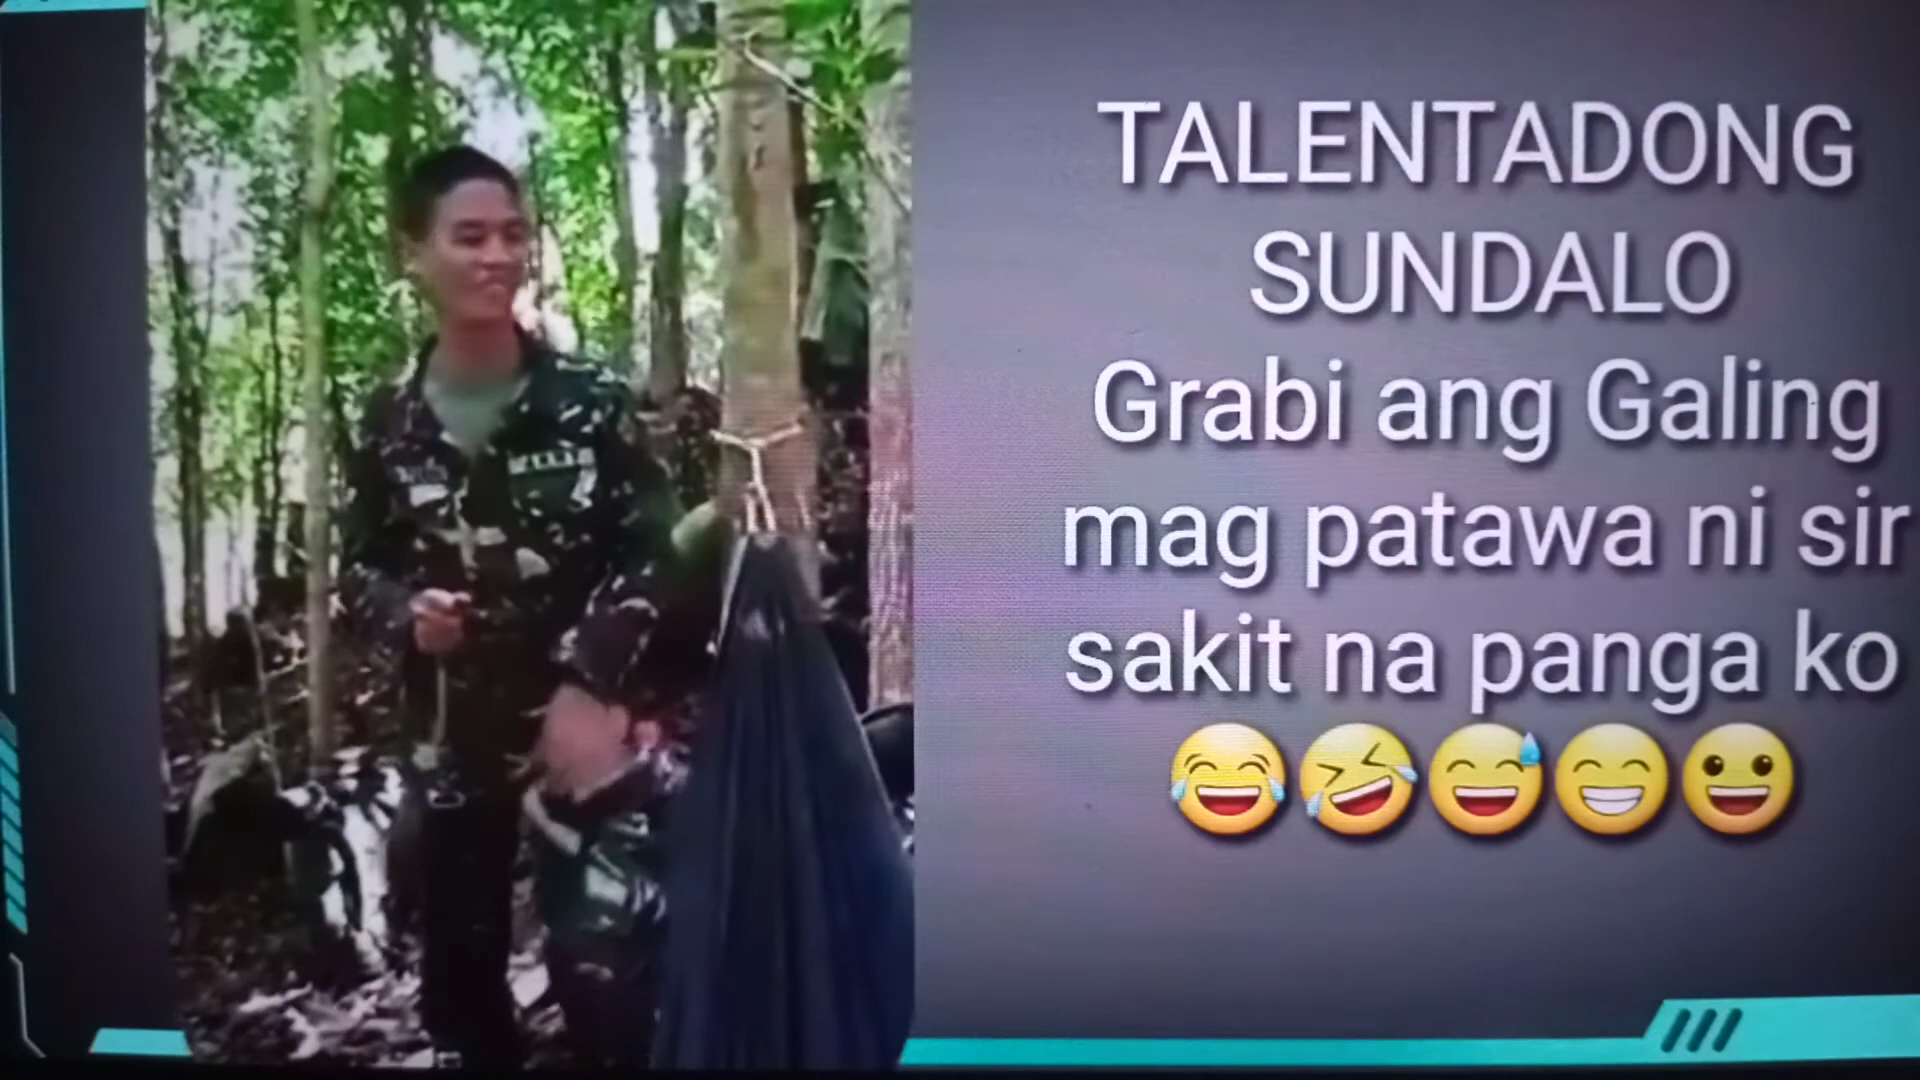 TALENTADONG
SUNDALO
Grabi ang Galing
mag patawa ni sir
sakit na panga ko
😂🤣😅😁😀